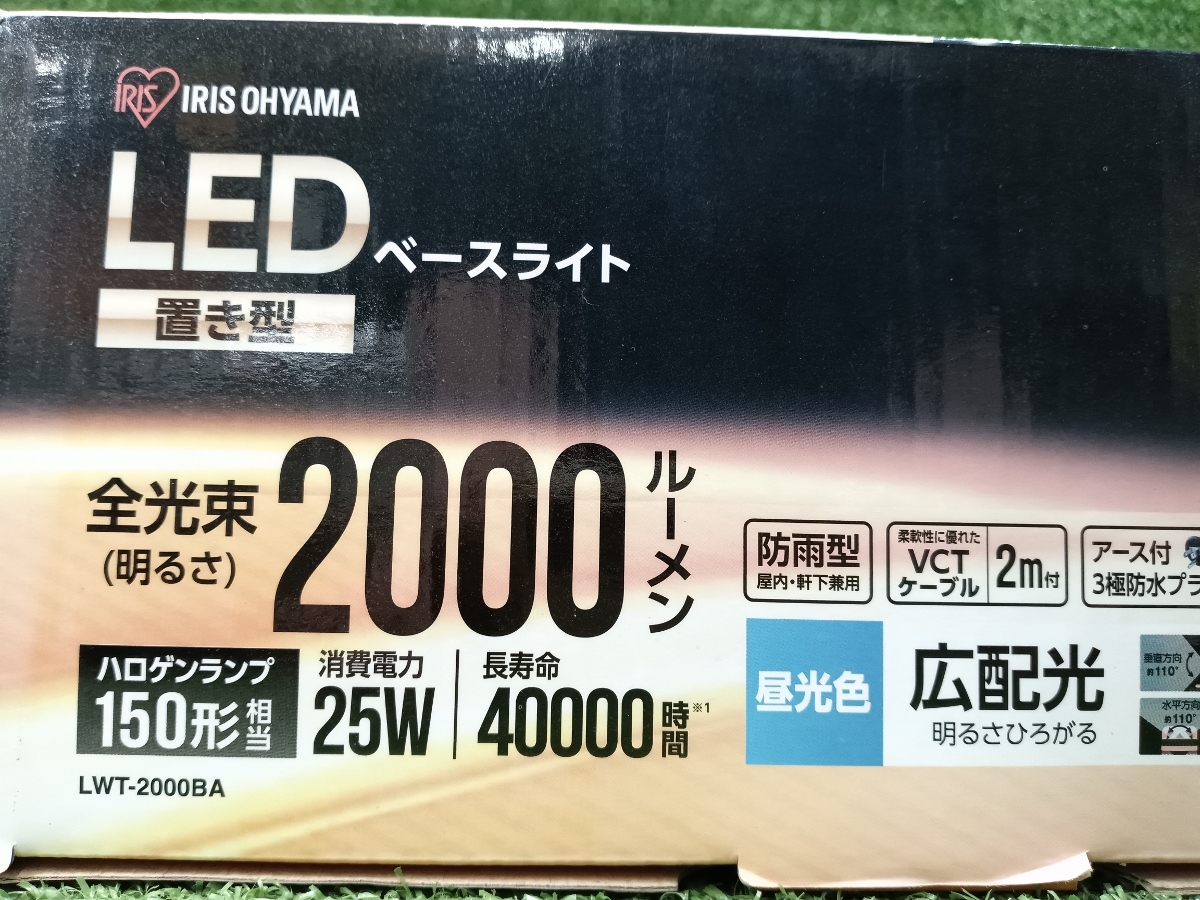 IRIS
IRIS OHYAMA
LED ベースライト
置き型
全光束
(明るさ)
2000
ルーメン
防雨型
屋内・軒下兼用
柔軟性に優れた
VCT
ケーブル
2m付
アース付
3極防水プラ
ハロゲンランプ
150形相当
消費電力
25W
長寿命
40000時間※1
LWT-2000BA
昼光色
広配光
明るさひろがる
垂直方向
約110°
水平方向
約110°